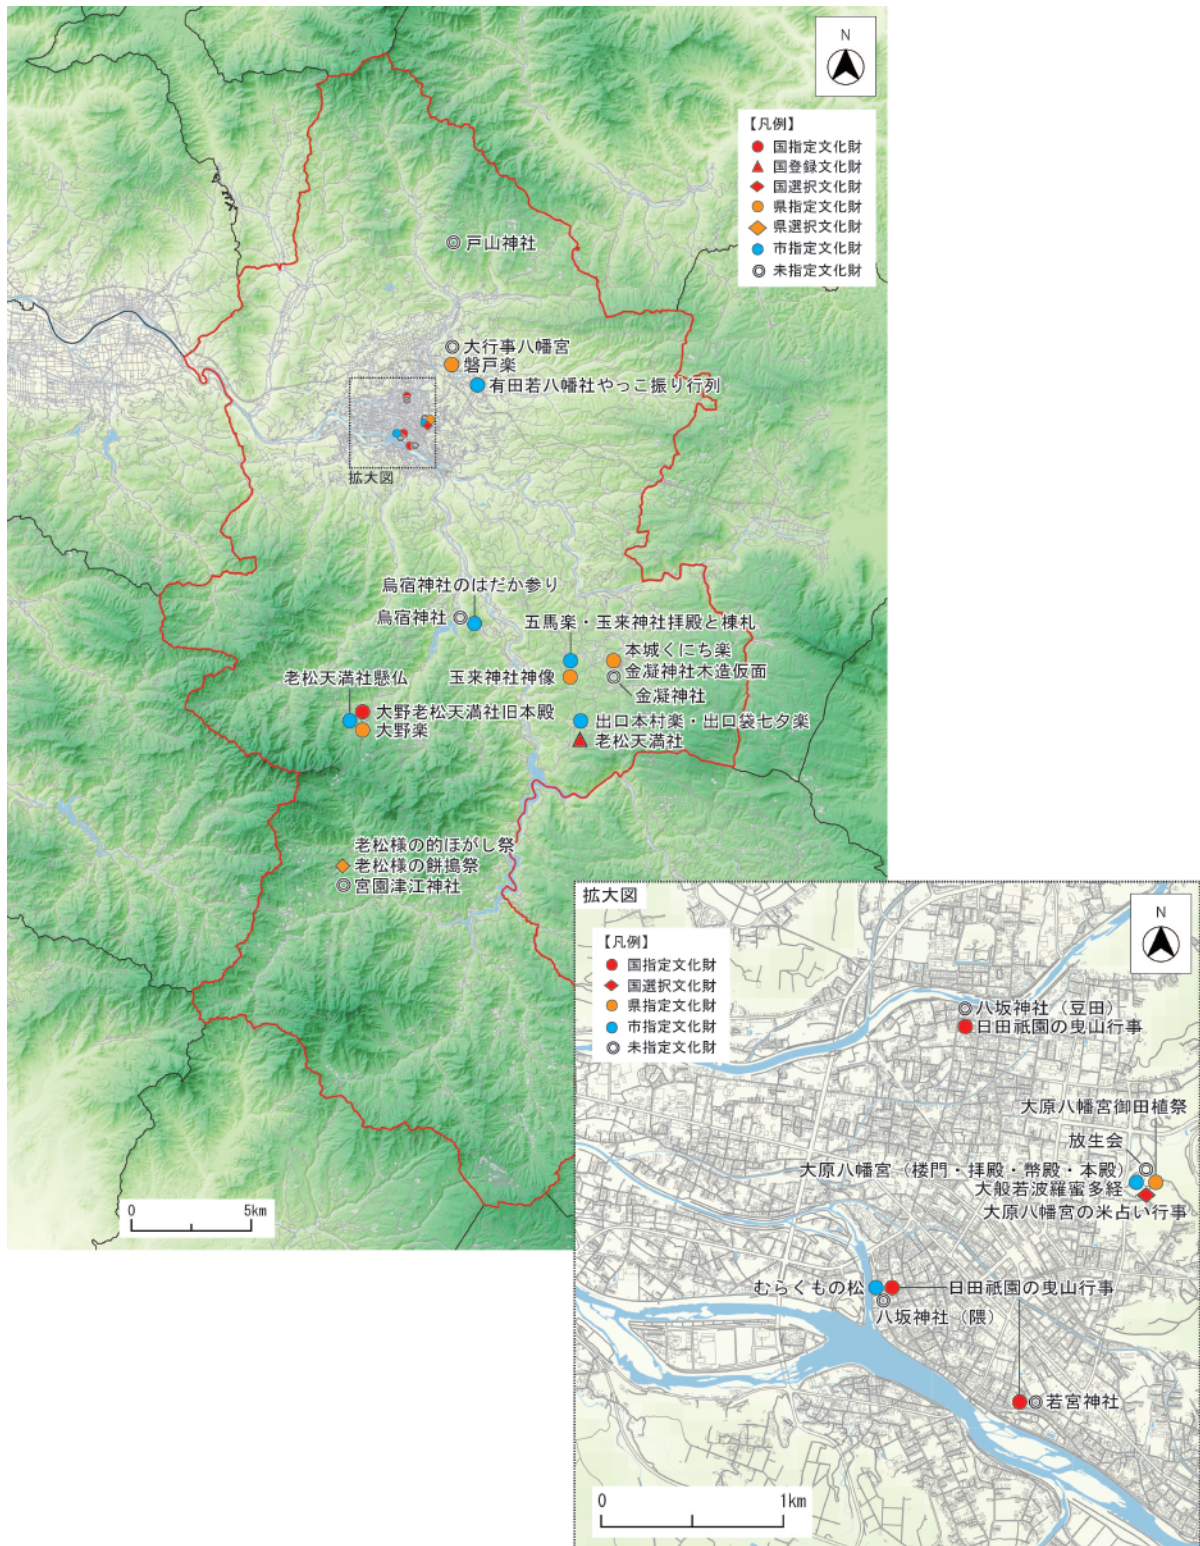 N
【凡例】
国指定文化財
国登録文化財
国選択文化財
県指定文化財
県選択文化財
市指定文化財
未指定文化財
戸山神社
大行事八幡宮
磐戸楽
有田若八幡社やっこ振り行列
拡大図
烏宿神社のはだか参り
烏宿神社
五馬楽・玉来神社拝殿と棟札
玉来神社神像
本城くにち楽
金凝神社木造仮面
金凝神社
老松天満社懸仏
大野老松天満社旧本殿
大野楽
出口本村楽・出口袋七夕楽
老松天満社
老松様の的ほがし祭
老松様の餅搗祭
宮園津江神社
0 5km
拡大図
N
【凡例】
国指定文化財
国選択文化財
県指定文化財
市指定文化財
未指定文化財
八坂神社（豆田）
日田祇園の曳山行事
大原八幡宮御田植祭
放生会
大原八幡宮（楼門・拝殿・幣殿・本殿）
大般若波羅蜜多経
大原八幡宮の米占い行事
むらくもの松
日田祇園の曳山行事
八坂神社（隈）
若宮神社
0 1km